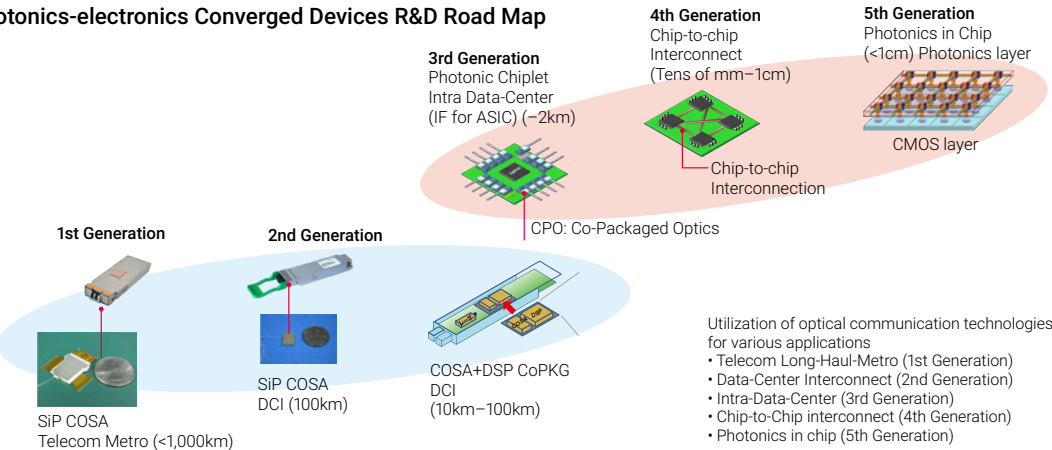 otonics-electronics Converged Devices R&D Road Map
4th Generation
Chip-to-chip
Interconnect
(Tens of mm–1cm)
5th Generation
Photonics in Chip
(<1cm) Photonics layer
3rd Generation
Photonic Chiplet
Intra Data-Center
(IF for ASIC) (–2km)
CMOS layer
Chip-to-chip
Interconnection
CPO: Co-Packaged Optics
1st Generation
2nd Generation
COSA
DSP
SiP COSA
Telecom Metro (<1,000km)
SiP COSA
DCI (100km)
COSA+DSP CoPKG
DCI
(10km–100km)
Utilization of optical communication technologies
for various applications
• Telecom Long-Haul-Metro (1st Generation)
• Data-Center Interconnect (2nd Generation)
• Intra-Data-Center (3rd Generation)
• Chip-to-Chip interconnect (4th Generation)
• Photonics in chip (5th Generation)